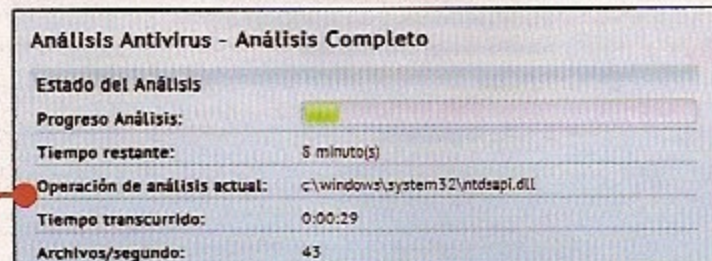 Análisis Antivirus - Análisis Completo
Estado del Análisis
Progreso Análisis:
Tiempo restante: 8 minuto(s)
Operación de análisis actual: c:\windows\system32\ntdsapi.dll
Tiempo transcurrido: 0:00:29
Archivos/segundo: 43